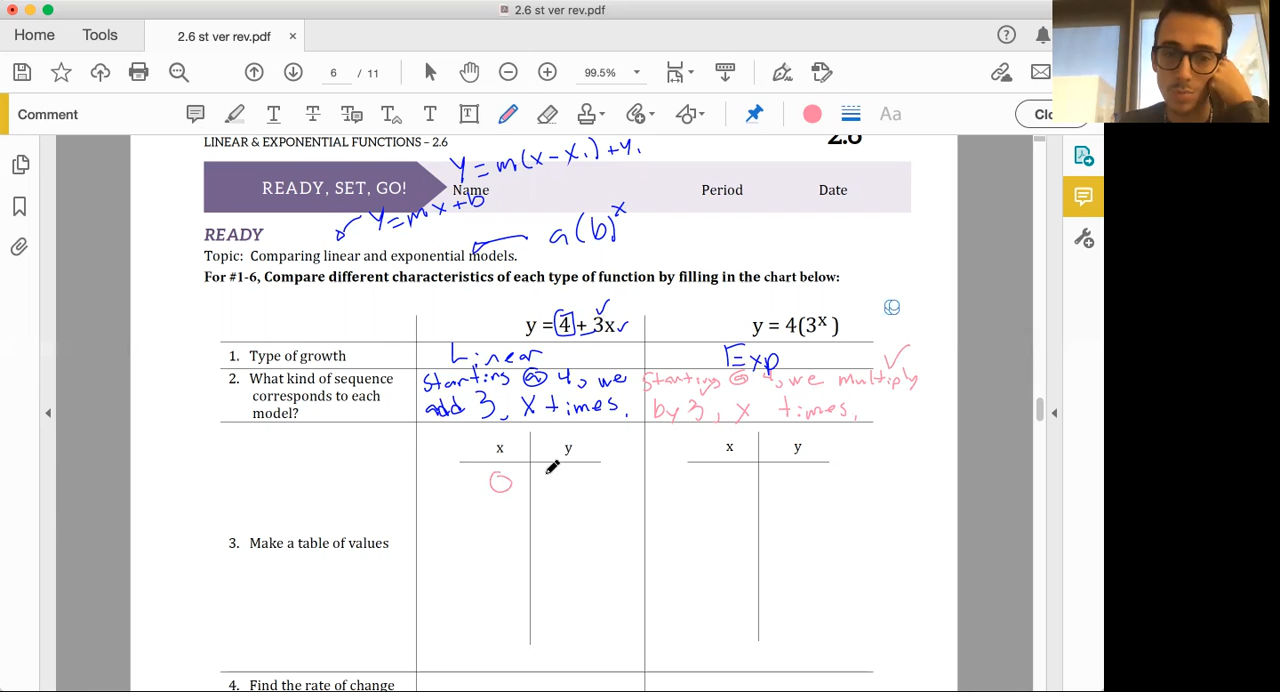 2.6 st ver rev.pdf
Home Tools 2.6 st ver rev.pdf ×
6 / 11 99.5%
Comment
Aa Clo
LINEAR & EXPONENTIAL FUNCTIONS – 2.6 2.6
y = m(x - x₁) + y₁
READY, SET, GO! Name Period Date
y = mx + b
READY
a(b)^x
Topic: Comparing linear and exponential models.
For #1-6, Compare different characteristics of each type of function by filling in the chart below:
y = 4 + 3x ✓ ✓ y = 4(3^x)
1. Type of growth Linear Exp
2. What kind of sequence corresponds to each model?
Starting @ 4, we
add 3, x times.
Starting @ 4, we multiply ✓
by 3, x times.
x y x y
0
3. Make a table of values
4. Find the rate of change